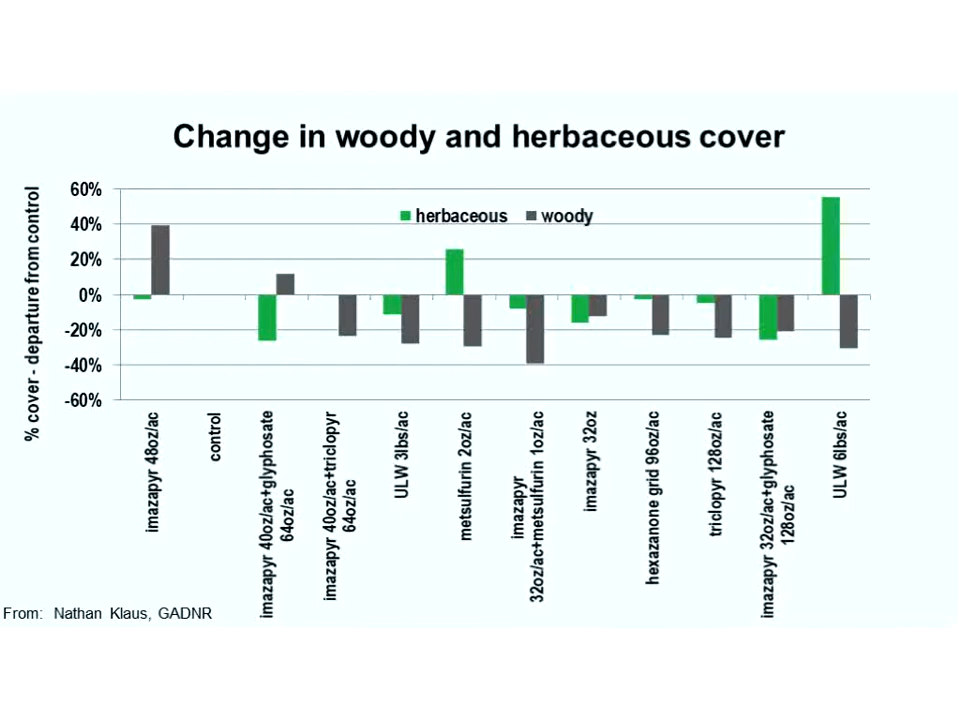 Change in woody and herbaceous cover
% cover - departure from control
60%
40%
20%
0%
-20%
-40%
-60%
herbaceous
woody
imazapyr 48oz/ac
control
imazapyr 40oz/ac+glyphosate
64oz/ac
imazapyr 40oz/ac+triclopyr
64oz/ac
ULW 3lbs/ac
metsulfurin 2oz/ac
imazapyr
32oz/ac+metsulfurin 1oz/ac
imazapyr 32oz
hexazanone grid 96oz/ac
triclopyr 128oz/ac
imazapyr 32oz/ac+glyphosate
128oz/ac
ULW 6lbs/ac
From: Nathan Klaus, GADNR